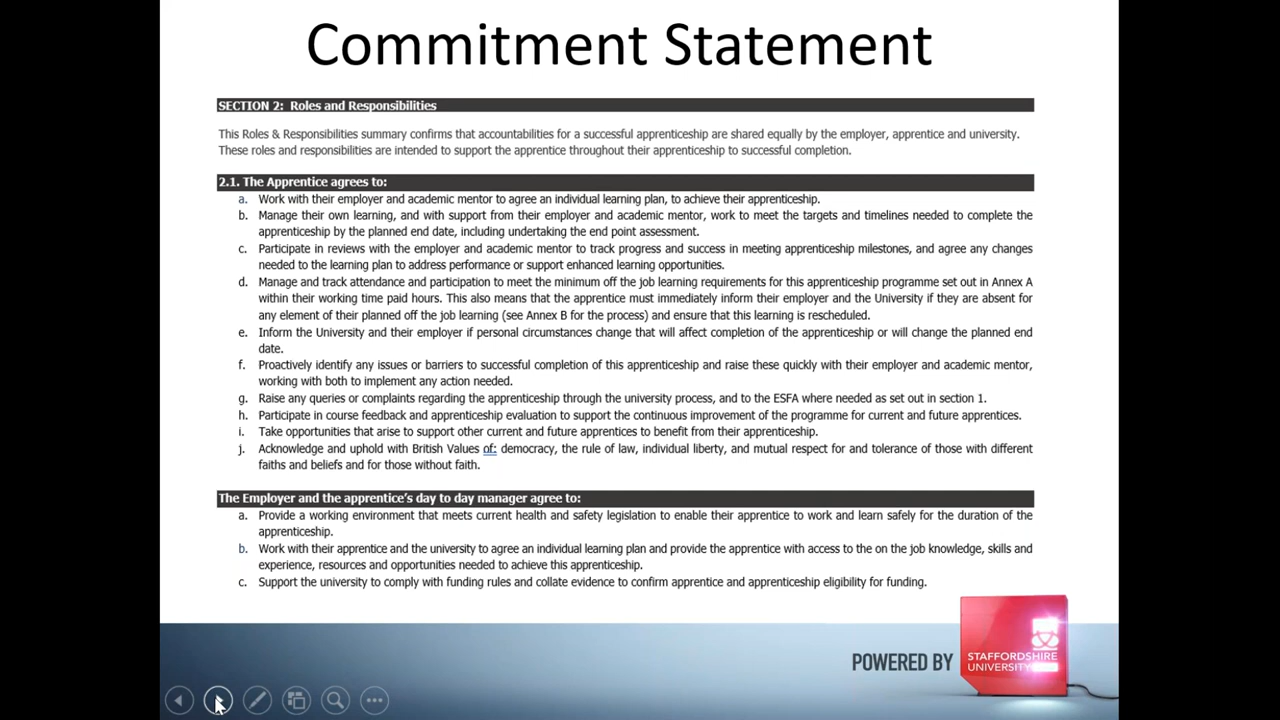 Commitment Statement
SECTION 2: Roles and Responsibilities
This Roles & Responsibilities summary confirms that accountabilities for a successful apprenticeship are shared equally by the employer, apprentice and university.
These roles and responsibilities are intended to support the apprentice throughout their apprenticeship to successful completion.
2.1. The Apprentice agrees to:
a. Work with their employer and academic mentor to agree an individual learning plan, to achieve their apprenticeship.
b. Manage their own learning, and with support from their employer and academic mentor, work to meet the targets and timelines needed to complete the
apprenticeship by the planned end date, including undertaking the end point assessment.
c. Participate in reviews with the employer and academic mentor to track progress and success in meeting apprenticeship milestones, and agree any changes
needed to the learning plan to address performance or support enhanced learning opportunities.
d. Manage and track attendance and participation to meet the minimum off the job learning requirements for this apprenticeship programme set out in Annex A
within their working time paid hours. This also means that the apprentice must immediately inform their employer and the University if they are absent for
any element of their planned off the job learning (see Annex B for the process) and ensure that this learning is rescheduled.
e. Inform the University and their employer if personal circumstances change that will affect completion of the apprenticeship or will change the planned end
date.
f. Proactively identify any issues or barriers to successful completion of this apprenticeship and raise these quickly with their employer and academic mentor,
working with both to implement any action needed.
g. Raise any queries or complaints regarding the apprenticeship through the university process, and to the ESFA where needed as set out in section 1.
h. Participate in course feedback and apprenticeship evaluation to support the continuous improvement of the programme for current and future apprentices.
i. Take opportunities that arise to support other current and future apprentices to benefit from their apprenticeship.
j. Acknowledge and uphold with British Values of: democracy, the rule of law, individual liberty, and mutual respect for and tolerance of those with different
faiths and beliefs and for those without faith.
The Employer and the apprentice's day to day manager agree to:
a. Provide a working environment that meets current health and safety legislation to enable their apprentice to work and learn safely for the duration of the
apprenticeship.
b. Work with their apprentice and the university to agree an individual learning plan and provide the apprentice with access to the on the job knowledge, skills and
experience, resources and opportunities needed to achieve this apprenticeship.
c. Support the university to comply with funding rules and collate evidence to confirm apprentice and apprenticeship eligibility for funding.
POWERED BY
STAFFORDSHIRE
UNIVERSITY